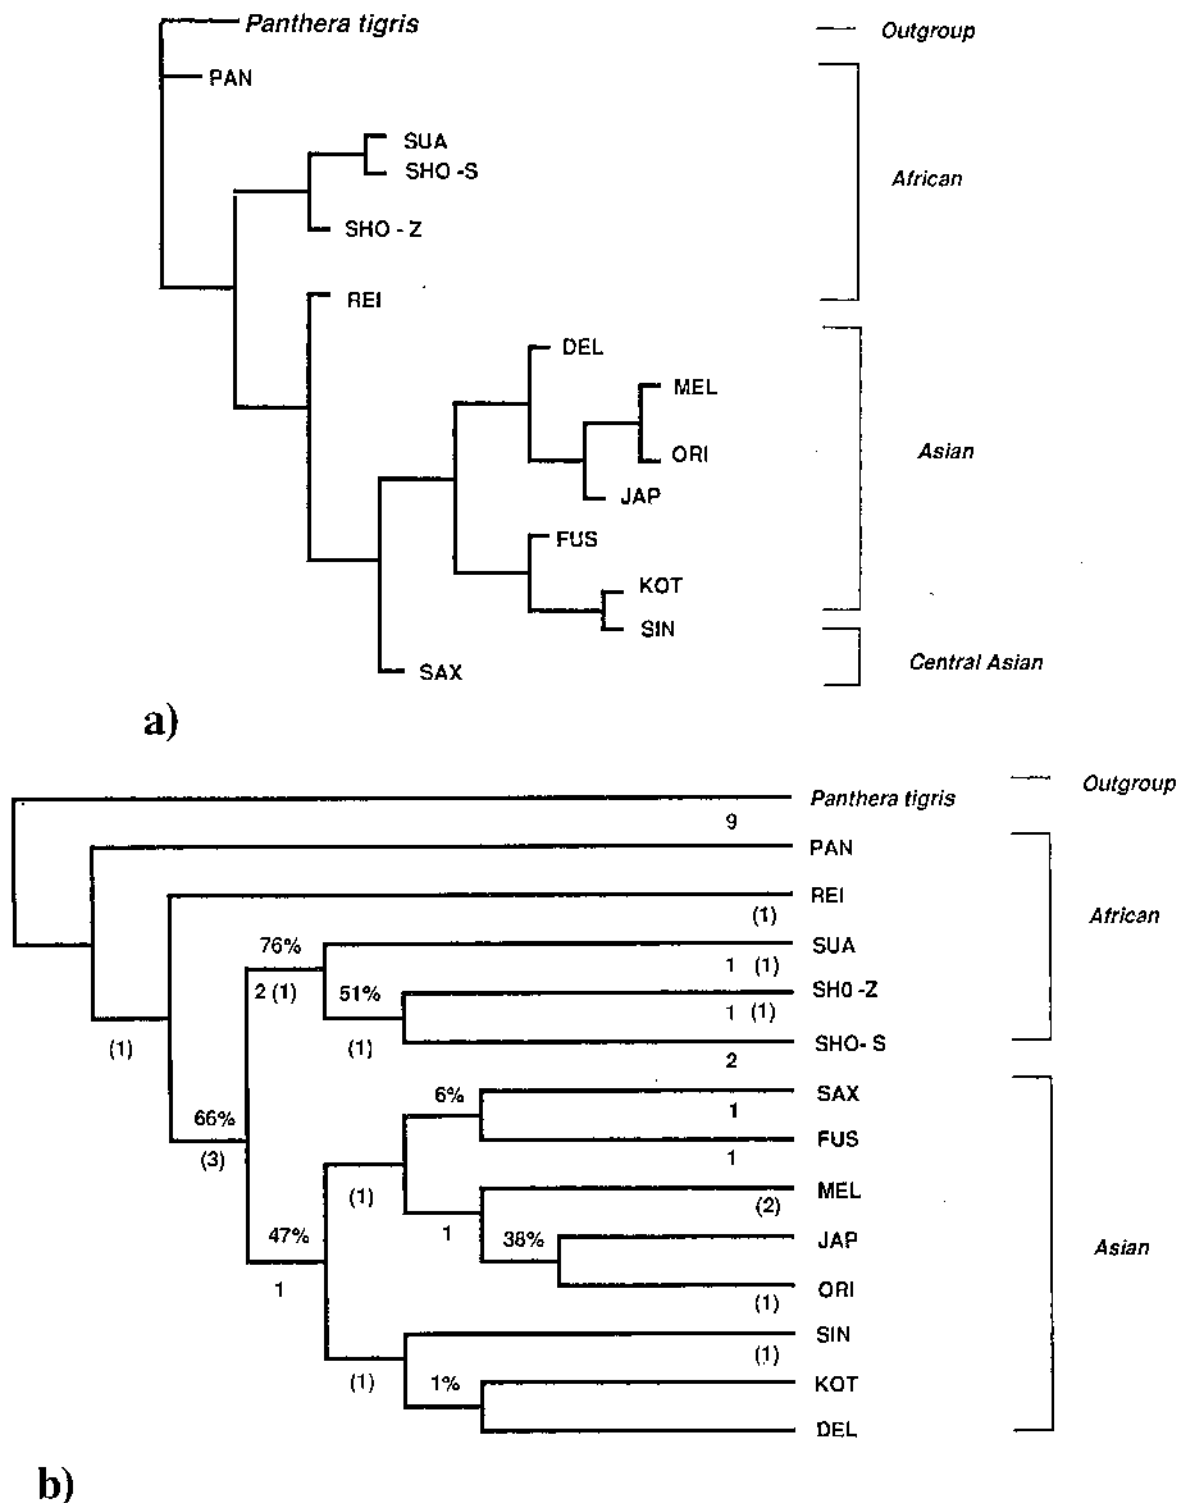 Panthera tigris
Outgroup
PAN
SUA
SHO -S
African
SHO - Z
REI
DEL
MEL
ORI
Asian
JAP
FUS
KOT
SIN
Central Asian
SAX
a)
Outgroup
Panthera tigris
9
PAN
REI
(1)
African
76%
SUA
2 (1)
1 (1)
51%
SHO -Z
1 (1)
(1)
(1)
SHO- S
2
6%
SAX
1
66%
(3)
FUS
1
(1)
MEL
(2)
47%
1
38%
JAP
Asian
1
ORI
(1)
SIN
(1)
(1)
1%
KOT
DEL
b)